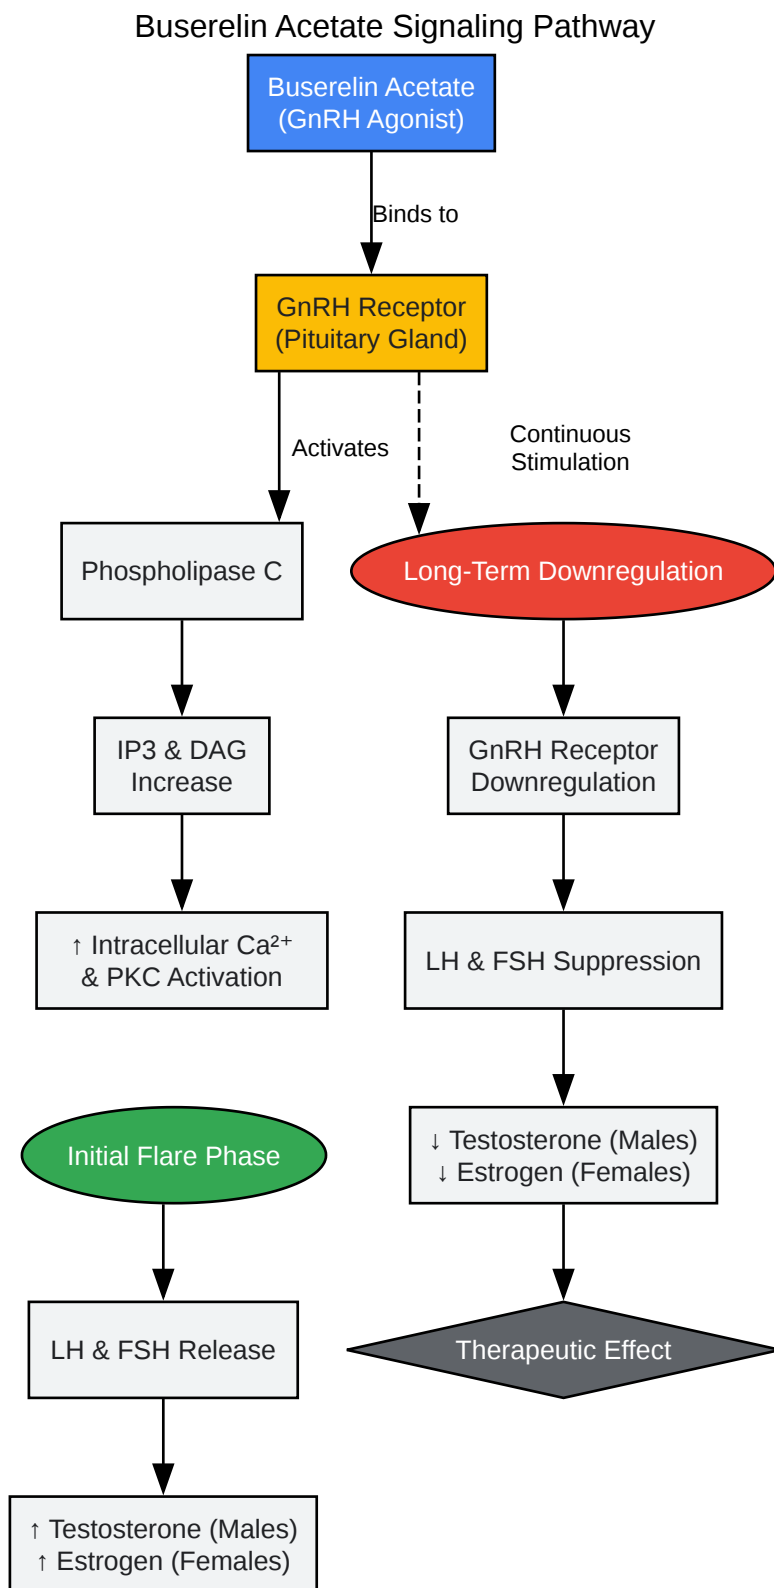 Buserelin Acetate Signaling Pathway
Buserelin Acetate
(GnRH Agonist)
Binds to
GnRH Receptor
(Pituitary Gland)
Activates
Continuous
Stimulation
Phospholipase C
Long-Term Downregulation
IP3 & DAG
Increase
GnRH Receptor
Downregulation
↑ Intracellular Ca²⁺
& PKC Activation
LH & FSH Suppression
Initial Flare Phase
↓ Testosterone (Males)
↓ Estrogen (Females)
LH & FSH Release
Therapeutic Effect
↑ Testosterone (Males)
↑ Estrogen (Females)